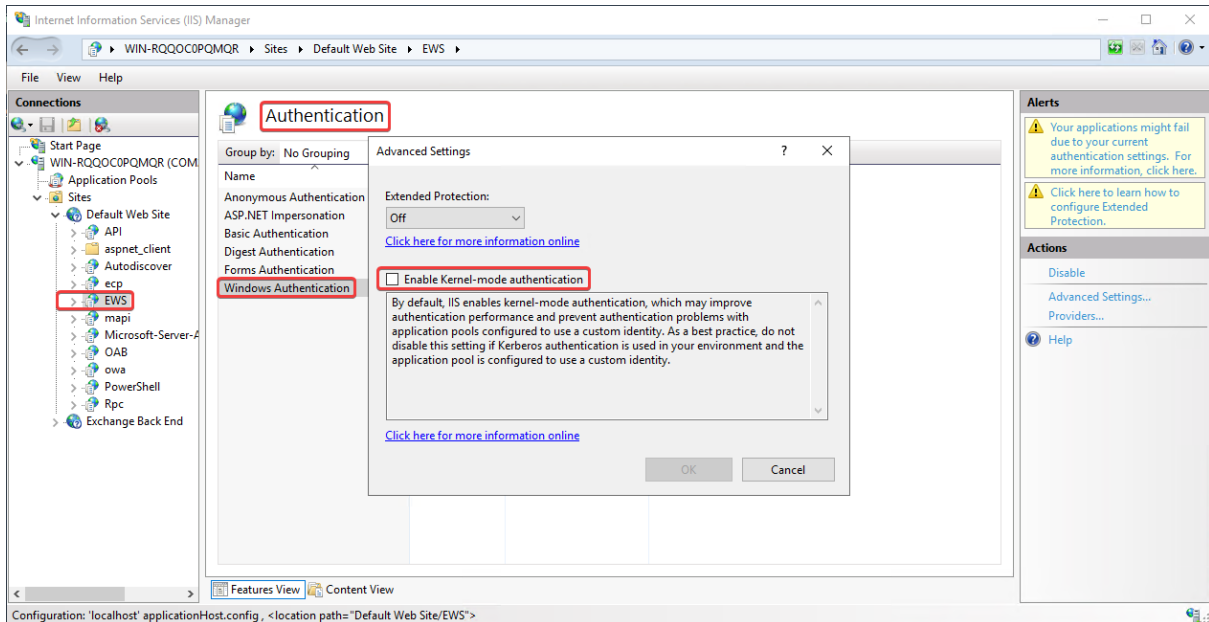 Internet Information Services (IIS) Manager
WIN-RQQOC0PQMQR Sites Default Web Site EWS
File View Help
Connections
Start Page
WIN-RQQOC0PQMQR (COM
Application Pools
Sites
Default Web Site
API
aspnet_client
Autodiscover
ecp
EWS
mapi
Microsoft-Server-A
OAB
owa
PowerShell
Rpc
Exchange Back End
Authentication
Group by: No Grouping
Name
Anonymous Authentication
ASP.NET Impersonation
Basic Authentication
Digest Authentication
Forms Authentication
Windows Authentication
Advanced Settings
?
Extended Protection:
Off
Click here for more information online
Enable Kernel-mode authentication
By default, IIS enables kernel-mode authentication, which may improve
authentication performance and prevent authentication problems with
application pools configured to use a custom identity. As a best practice, do not
disable this setting if Kerberos authentication is used in your environment and the
application pool is configured to use a custom identity.
Click here for more information online
OK Cancel
Features View Content View
Alerts
Your applications might fail
due to your current
authentication settings. For
more information, click here.
Click here to learn how to
configure Extended
Protection.
Actions
Disable
Advanced Settings...
Providers...
Help
Configuration: 'localhost' applicationHost.config , <location path="Default Web Site/EWS">